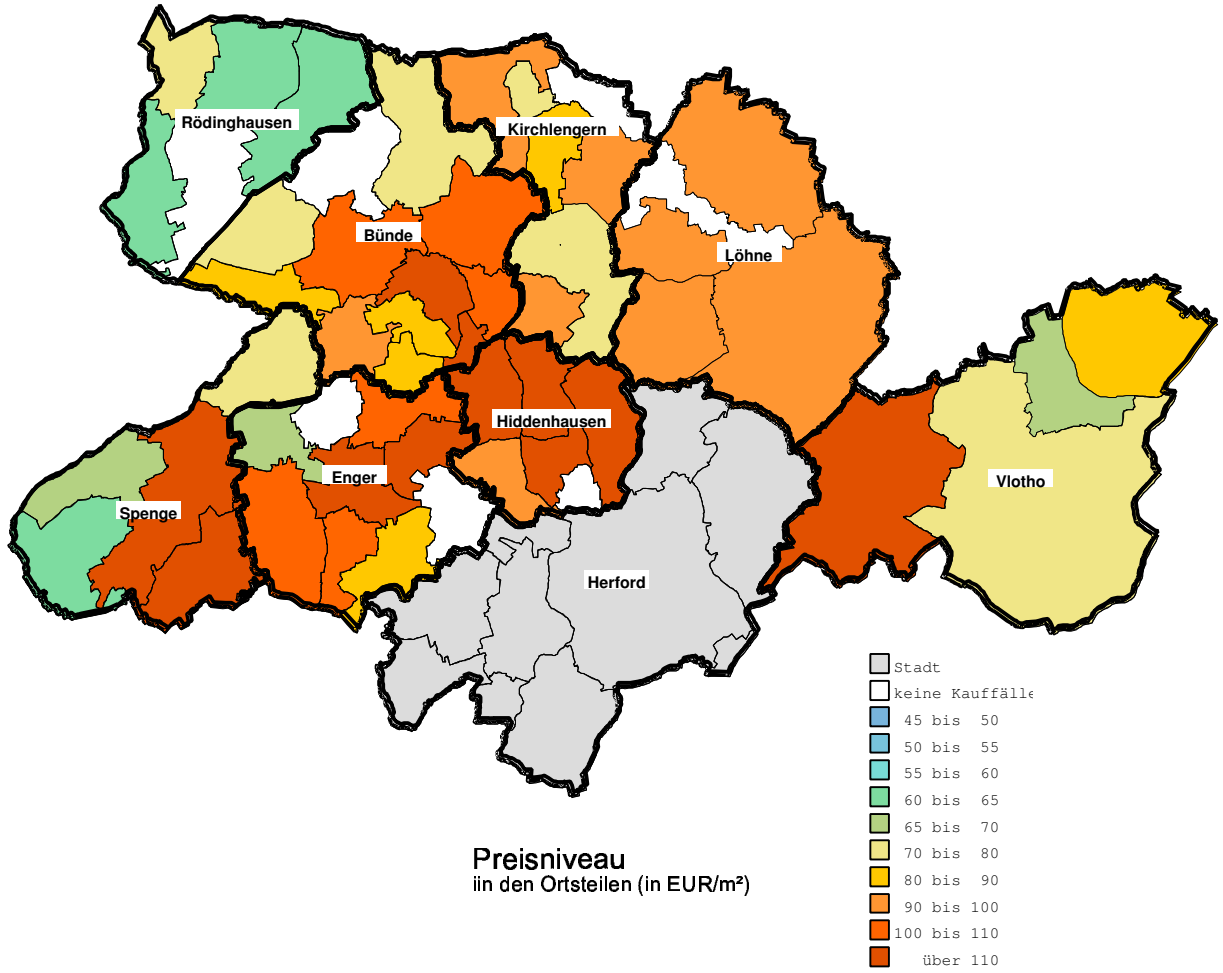 Rödinghausen
Kirchlengern
Bünde
Löhne
Hiddenhausen
Enger
Vlotho
Spenge
Herford
Stadt
keine Kauffälle
45 bis 50
50 bis 55
55 bis 60
60 bis 65
65 bis 70
70 bis 80
80 bis 90
90 bis 100
100 bis 110
über 110
Preisniveau
iin den Ortsteilen (in EUR/m²)